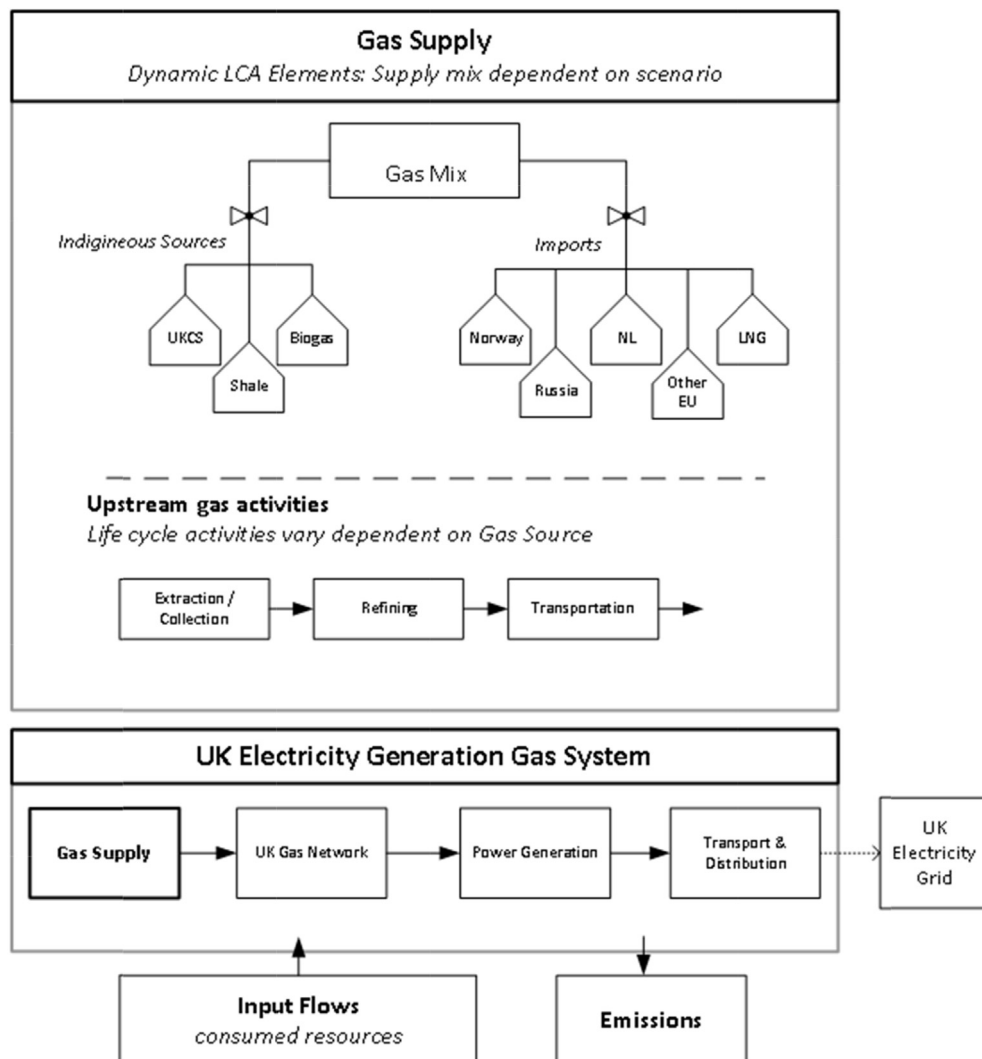 Gas Supply
Dynamic LCA Elements: Supply mix dependent on scenario
Gas Mix
Indigineous Sources
Imports
UKCS
Biogas
Shale
Norway
NL
LNG
Russia
Other
EU
Upstream gas activities
Life cycle activities vary dependent on Gas Source
Extraction /
Collection
Refining
Transportation
UK Electricity Generation Gas System
Gas Supply
UK Gas Network
Power Generation
Transport &
Distribution
UK
Electricity
Grid
Input Flows
consumed resources
Emissions